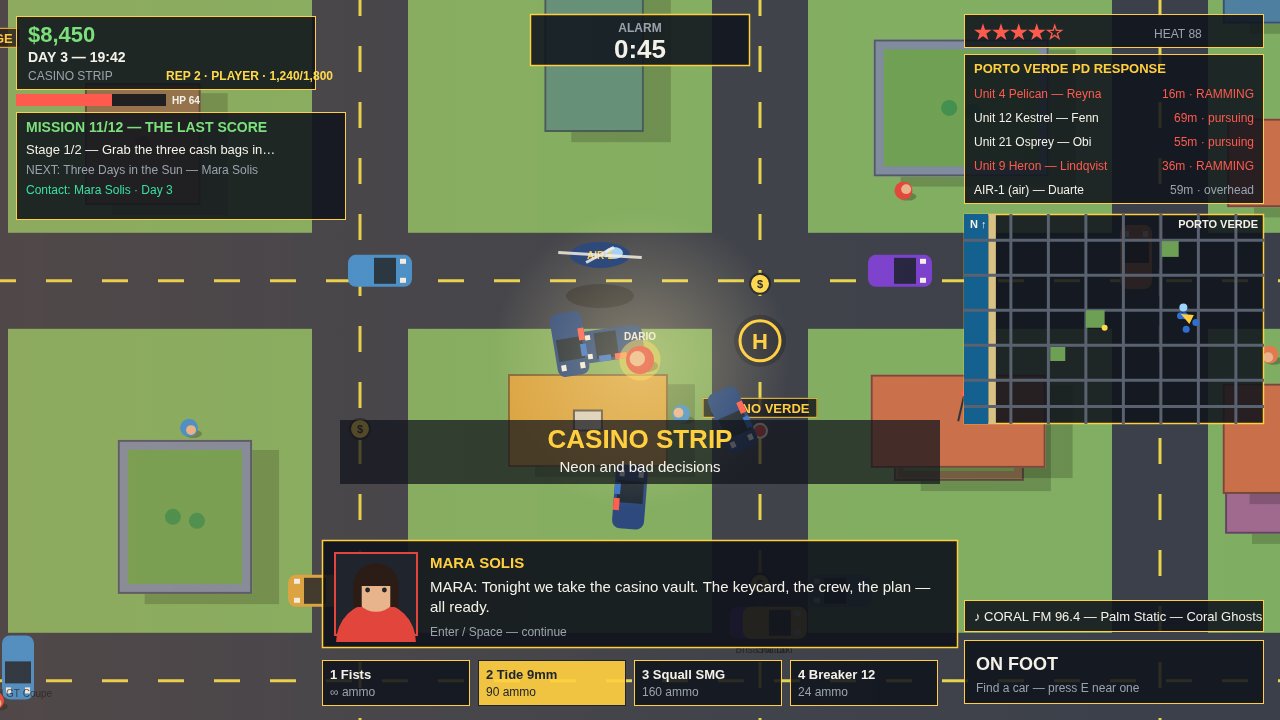 $8,450
DAY 3 — 19:42
CASINO STRIP
REP 2 · PLAYER · 1,240/1,800
HP 64
MISSION 11/12 — THE LAST SCORE
Stage 1/2 — Grab the three cash bags in…
NEXT: Three Days in the Sun — Mara Solis
Contact: Mara Solis · Day 3
ALARM
0:45
★★★★☆
HEAT 88
PORTO VERDE PD RESPONSE
Unit 4 Pelican — Reyna 16m · RAMMING
Unit 12 Kestrel — Fenn 69m · pursuing
Unit 21 Osprey — Obi 55m · pursuing
Unit 9 Heron — Lindqvist 36m · RAMMING
AIR-1 (air) — Duarte 59m · overhead
N ↑
PORTO VERDE
$
DARIO
H
NO VERDE
$
CASINO STRIP
Neon and bad decisions
MARA SOLIS
MARA: Tonight we take the casino vault. The keycard, the crew, the plan —
all ready.
Enter / Space — continue
1 Fists
∞ ammo
2 Tide 9mm
90 ammo
3 Squall SMG
160 ammo
4 Breaker 12
24 ammo
♪ CORAL FM 96.4 — Palm Static — Coral Ghosts
ON FOOT
Find a car — press E near one